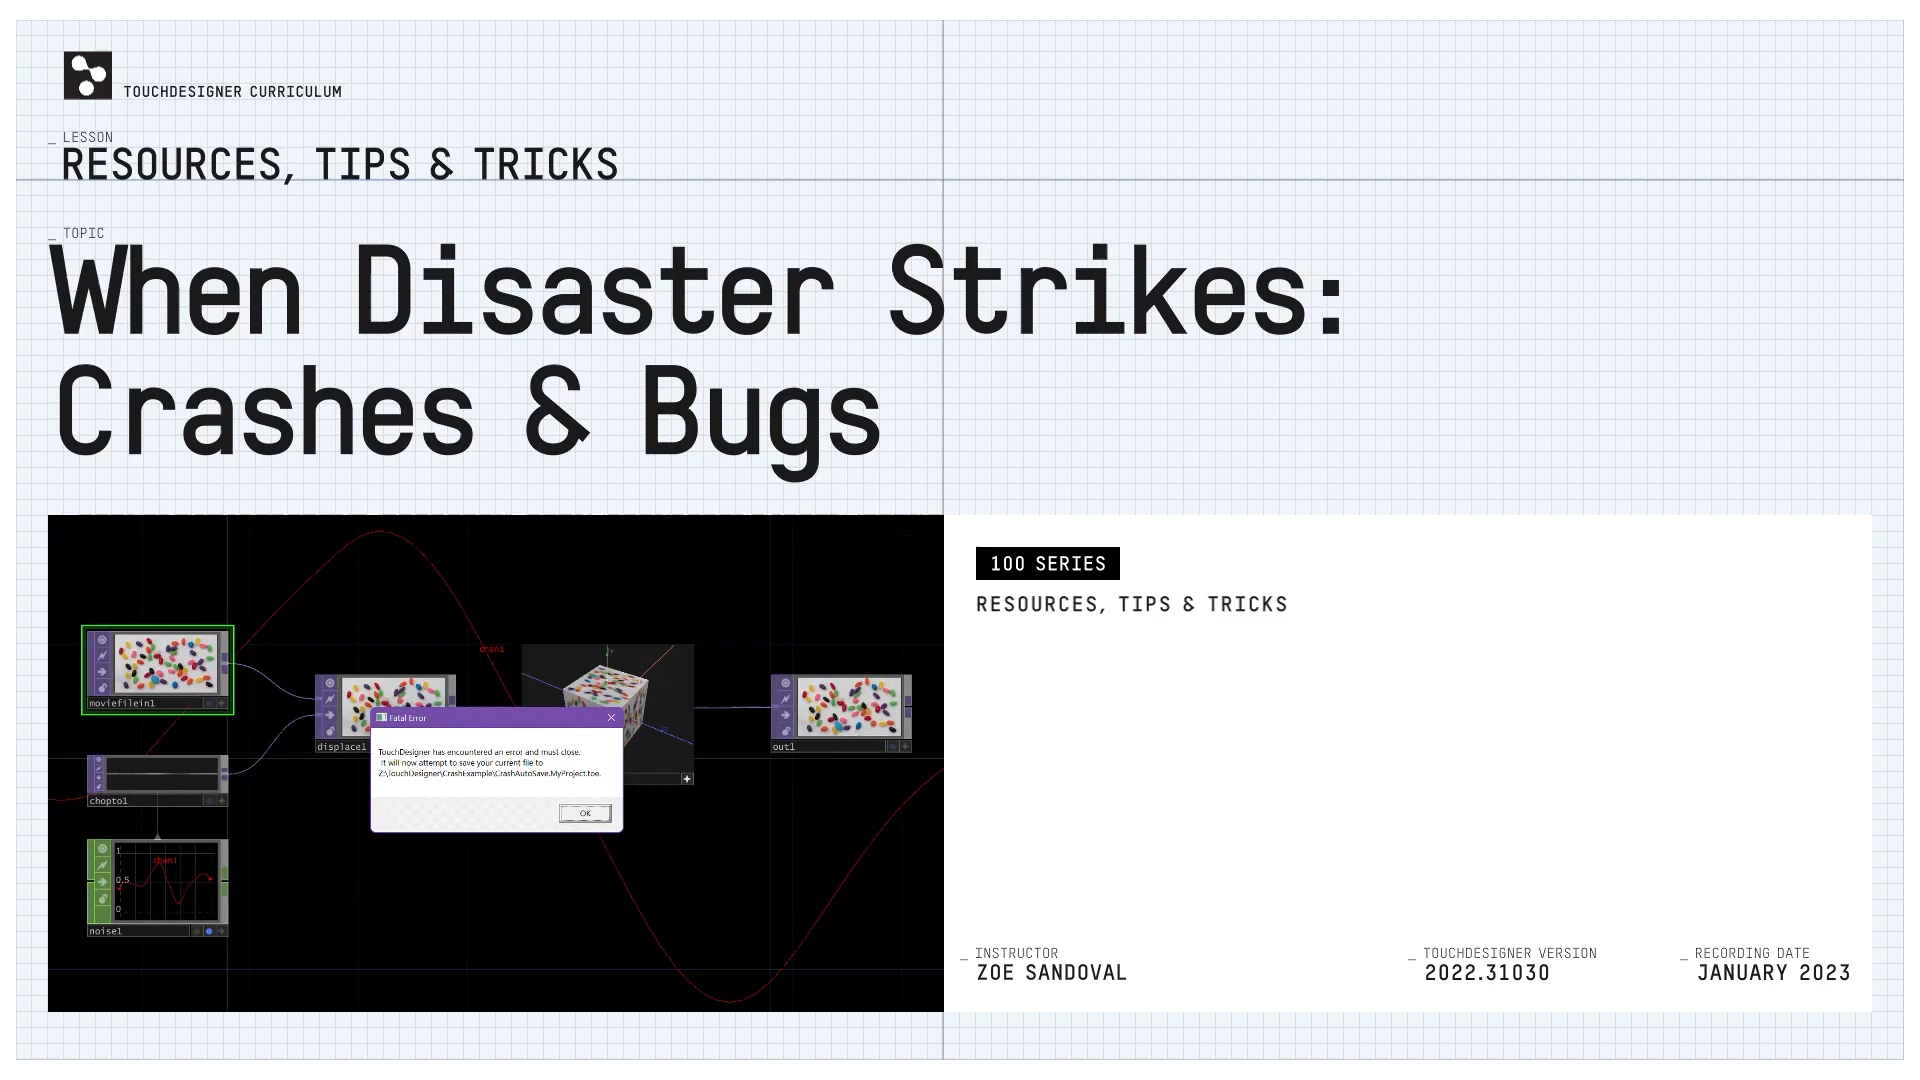 TOUCHDESIGNER CURRICULUM
_ LESSON
RESOURCES, TIPS & TRICKS
_ TOPIC
When Disaster Strikes:
Crashes & Bugs
chan1
moviefilein1
displace1
out1
Fatal Error
TouchDesigner has encountered an error and must close.
It will now attempt to save your current file to
Z:\TouchDesigner\CrashExample\CrashAutoSave.MyProject.toe.
OK
chopto1
1
chan1
0.5
0
noise1
100 SERIES
RESOURCES, TIPS & TRICKS
_ INSTRUCTOR
ZOE SANDOVAL
_ TOUCHDESIGNER VERSION
2022.31030
_ RECORDING DATE
JANUARY 2023